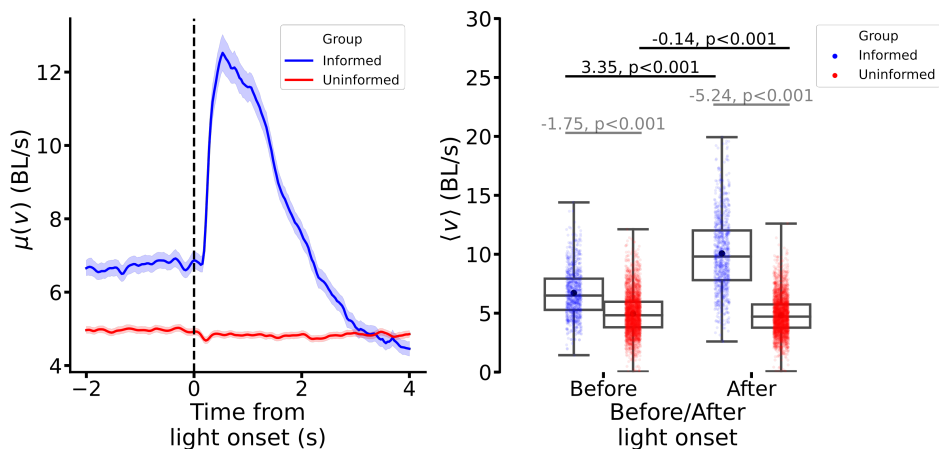 Group
Informed
Uninformed
μ(v) (BL/s)
12
10
8
6
4
−2
0
2
4
Time from
light onset (s)
Group
Informed
Uninformed
-0.14, p<0.001
3.35, p<0.001
-5.24, p<0.001
-1.75, p<0.001
⟨v⟩ (BL/s)
30
25
20
15
10
5
0
Before
After
Before/After
light onset